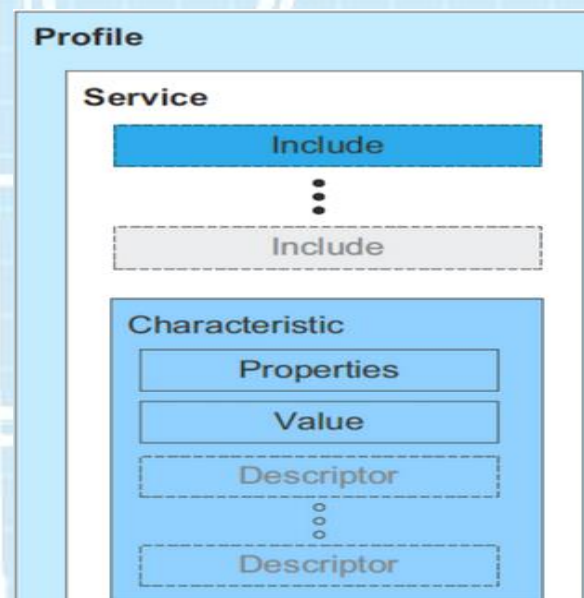 Profile
Service
Include
Include
Characteristic
Properties
Value
Descriptor
Descriptor